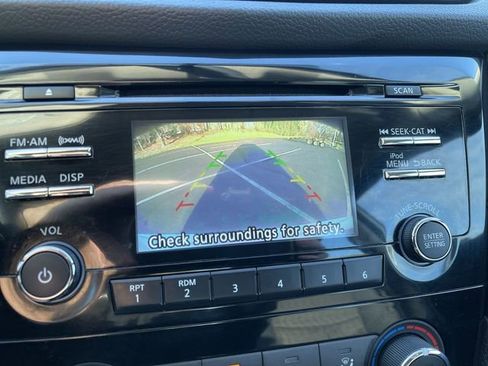 SCAN
FM·AM
SEEK·CAT
iPod
MENU BACK
MEDIA DISP
TUNE·SCROLL
VOL
ENTER
SETTING
Check surroundings for safety.
RPT
1
RDM
2
3
4
5
6